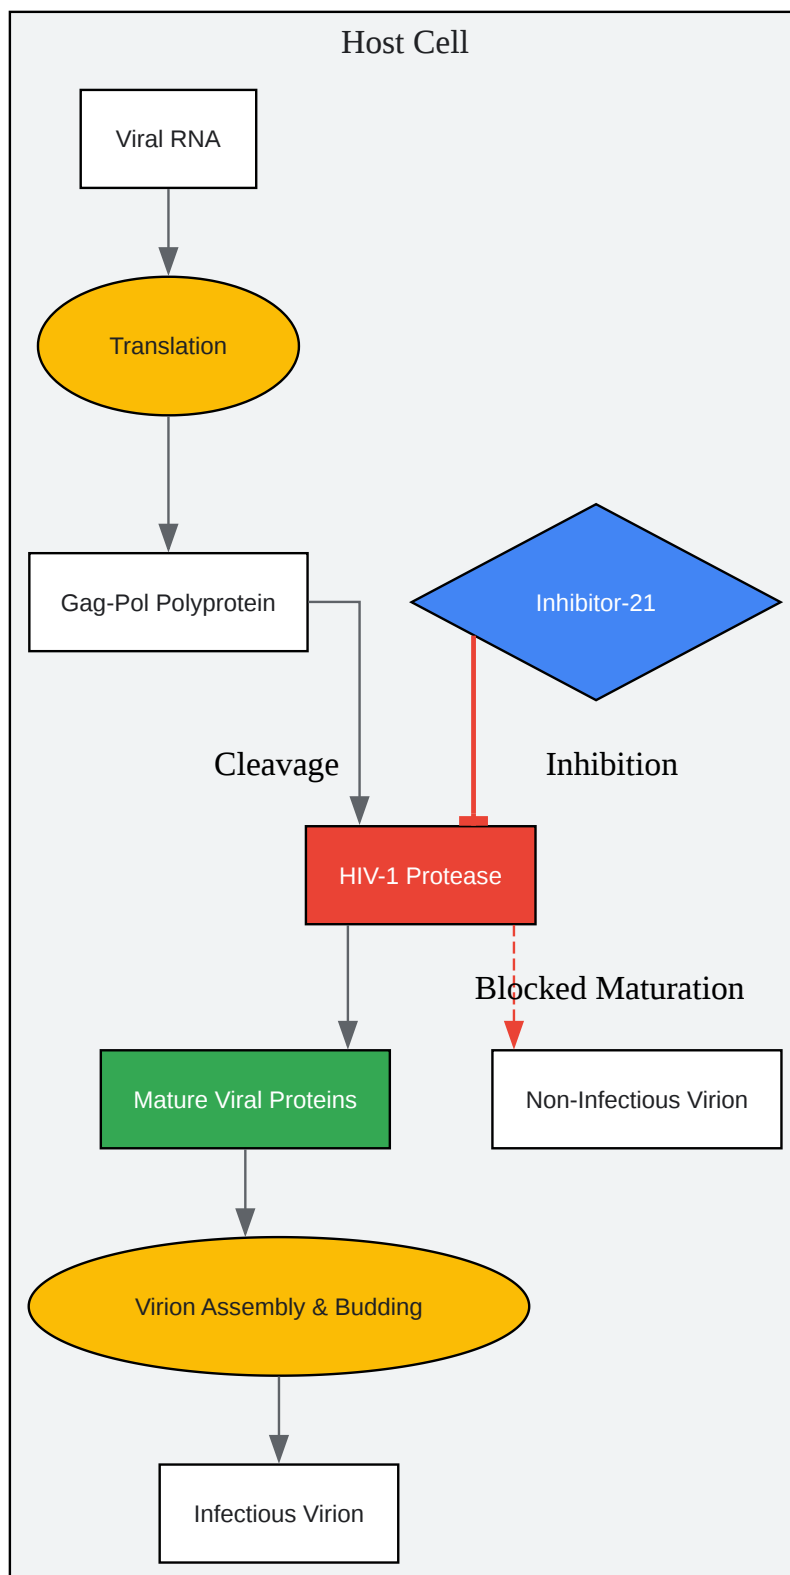 Host Cell
Viral RNA
Translation
Gag-Pol Polyprotein
Inhibitor-21
Cleavage
Inhibition
HIV-1 Protease
Blocked Maturation
Mature Viral Proteins
Non-Infectious Virion
Virion Assembly & Budding
Infectious Virion